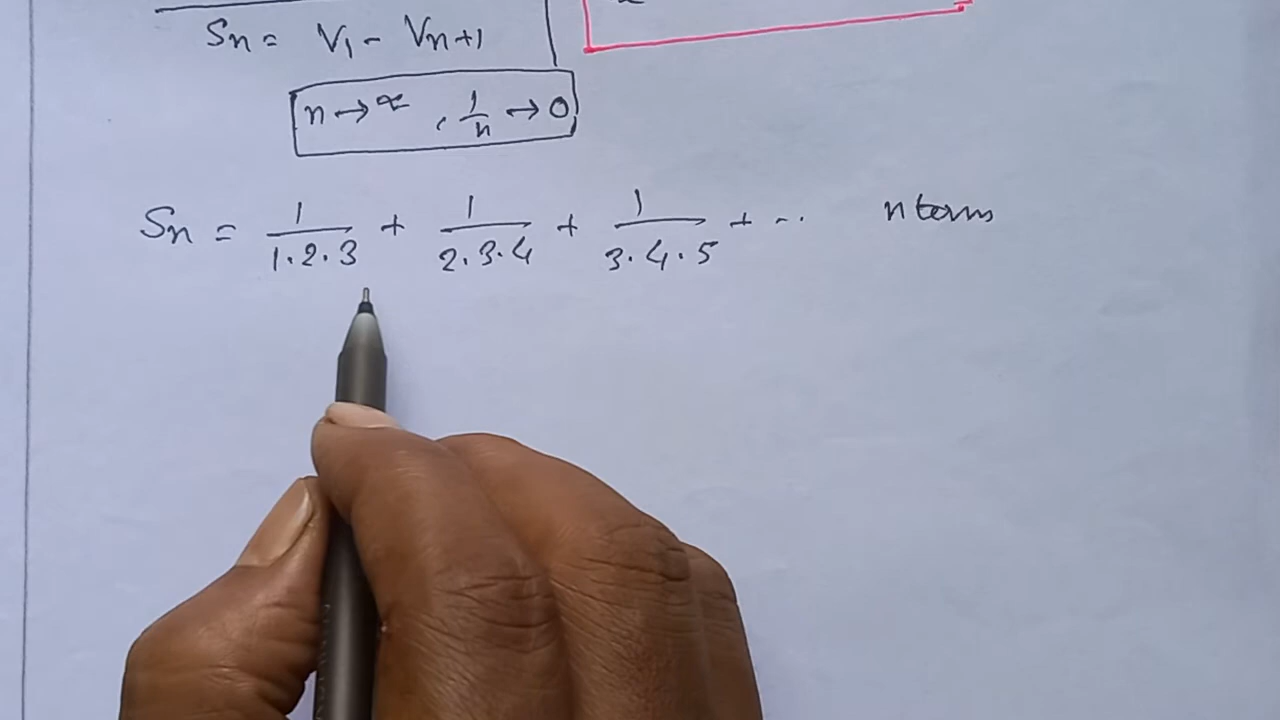 Sn = V1 - Vn+1
n → ∞ , 1/n → 0
Sn = 1/1.2.3 + 1/2.3.4 + 1/3.4.5 + .. n terms